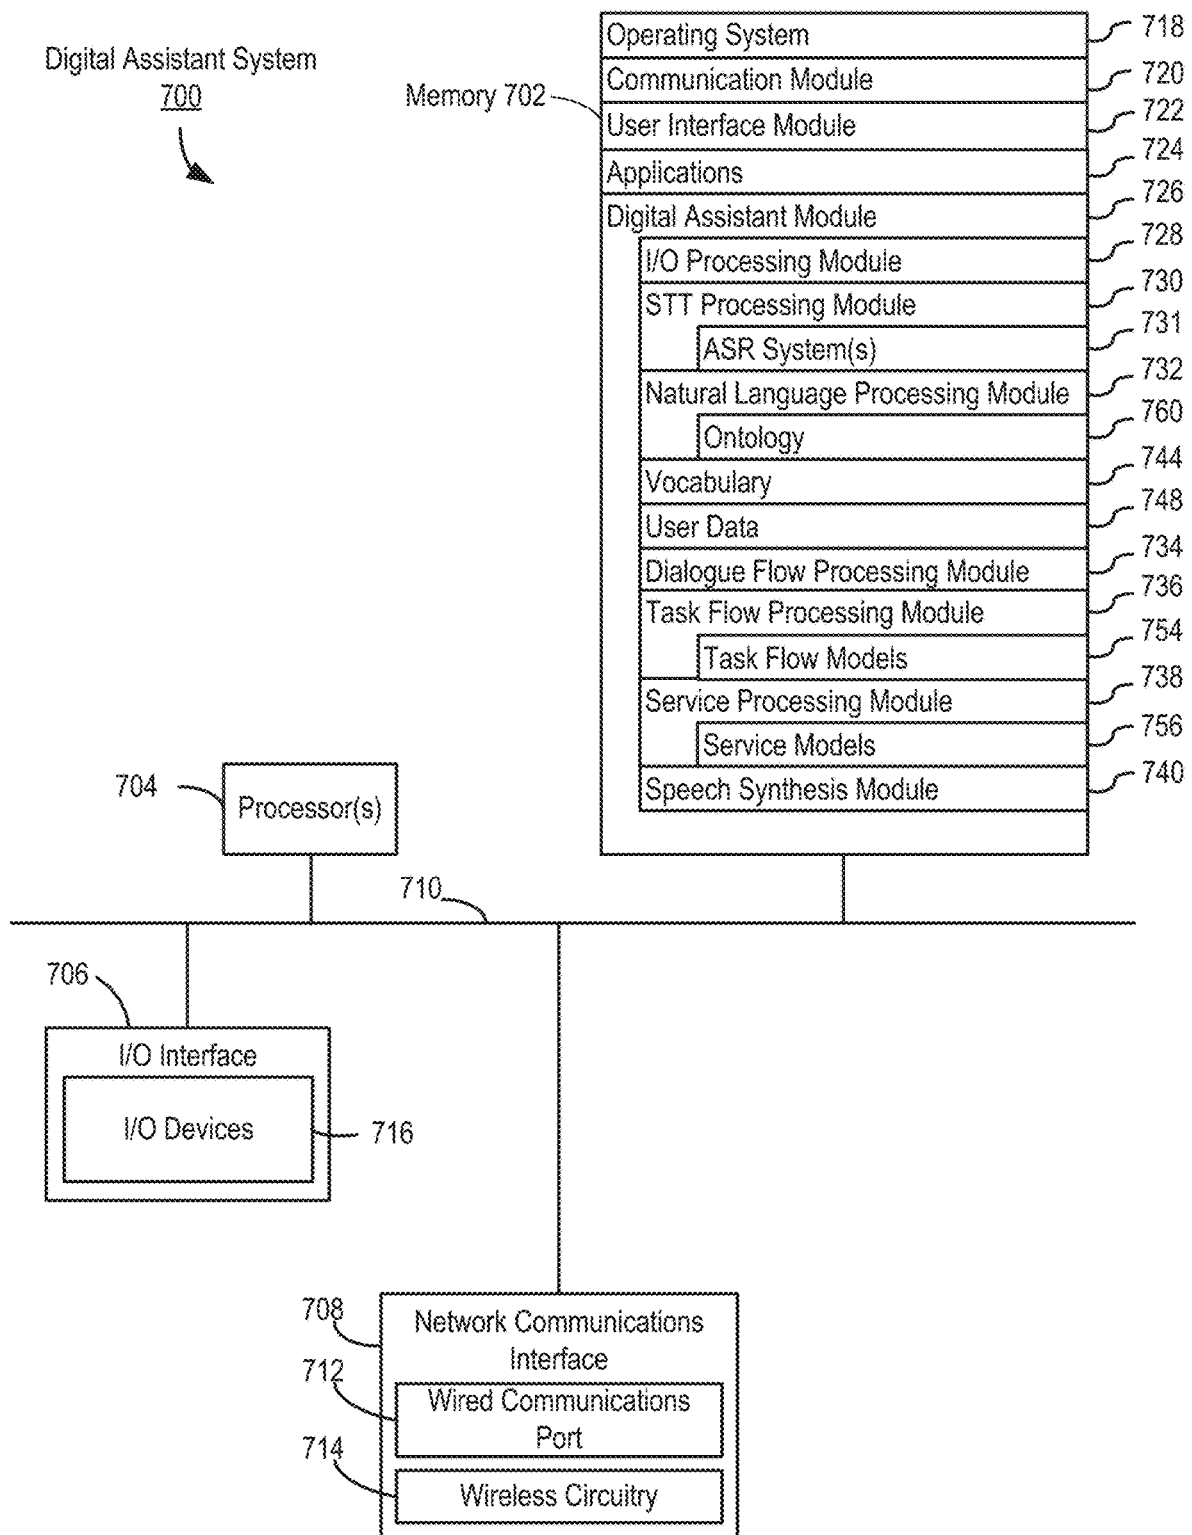 Digital Assistant System
700
Memory 702
Operating System 718
Communication Module 720
User Interface Module 722
Applications 724
Digital Assistant Module 726
I/O Processing Module 728
STT Processing Module 730
ASR System(s) 731
Natural Language Processing Module 732
Ontology 760
Vocabulary 744
User Data 748
Dialogue Flow Processing Module 734
Task Flow Processing Module 736
Task Flow Models 754
Service Processing Module 738
Service Models 756
Speech Synthesis Module 740
704
Processor(s)
710
706
I/O Interface
I/O Devices
716
708
Network Communications
Interface
712
Wired Communications
Port
714
Wireless Circuitry